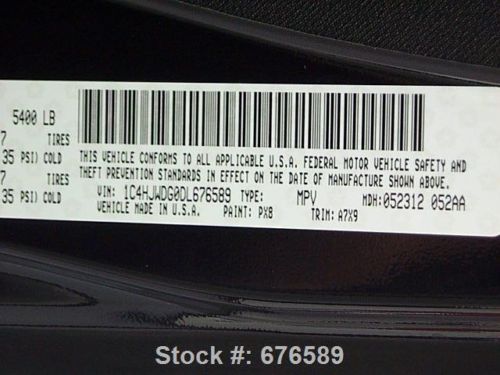 5400 LB
7 TIRES
35 PSI) COLD
7 TIRES
35 PSI) COLD
THIS VEHICLE CONFORMS TO ALL APPLICABLE U.S.A. FEDERAL MOTOR VEHICLE SAFETY AND
THEFT PREVENTION STANDARDS IN EFFECT ON THE DATE OF MANUFACTURE SHOWN ABOVE.
VIN: 1C4HJWDG0DL676589 TYPE: MPV MDH:052312 052AA
VEHICLE MADE IN U.S.A. PAINT: PX8 TRIM: A7X9
Stock #: 676589